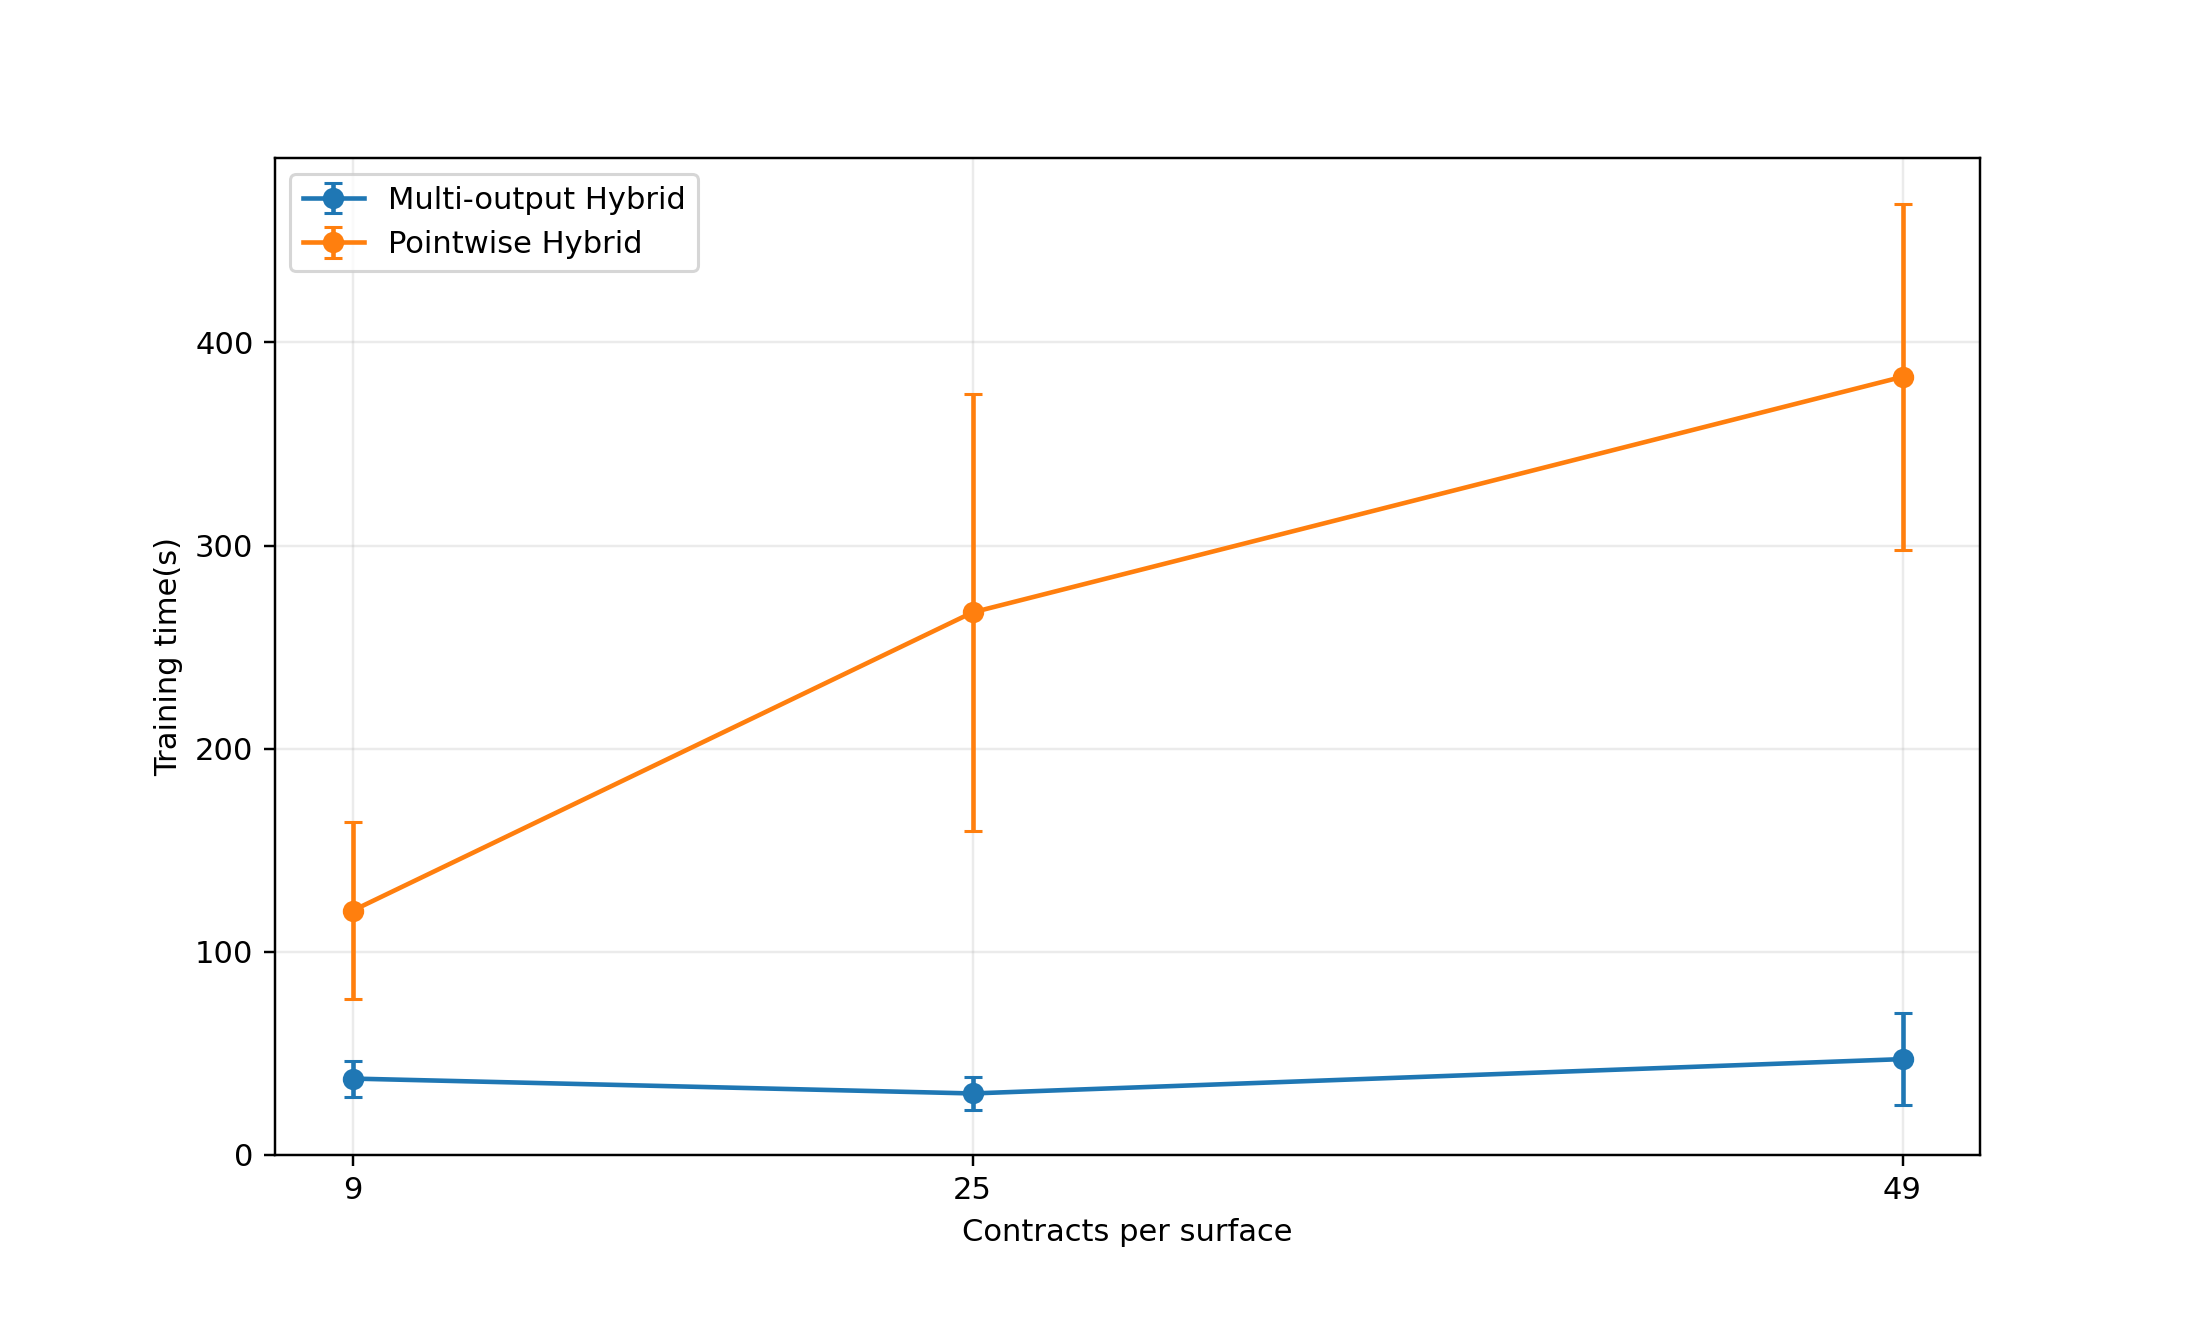 Multi-output Hybrid
Pointwise Hybrid
400
300
200
100
0
Training time(s)
9
25
49
Contracts per surface